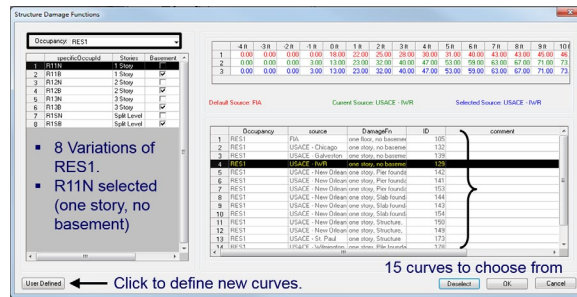 Structure Damage Functions
Occupancy: RES1
specificOccupId Stories Basement
1 R11N 1 Story
2 R11B 1 Story
3 R12N 2 Story
4 R12B 2 Story
5 R13N 3 Story
6 R13B 3 Story
7 R1SN Split Level
8 R1SB Split Level
▪ 8 Variations of
RES1.
▪ R11N selected
(one story, no
basement)
User Defined
Click to define new curves.
-4 ft -3 ft -2 ft -1 ft 0 ft 1 ft 2 ft 3 ft 4 ft 5 ft 6 ft 7 ft 8 ft 9 ft 10 f
1 0.00 0.00 0.00 0.00 18.00 22.00 25.00 28.00 30.00 31.00 40.00 43.00 43.00 45.00 46.
2 0.00 0.00 0.00 3.00 13.00 23.00 32.00 40.00 47.00 53.00 59.00 63.00 67.00 71.00 73.
3 0.00 0.00 0.00 3.00 13.00 23.00 32.00 40.00 47.00 53.00 59.00 63.00 67.00 71.00 73.
Default Source: FIA Current Source: USACE - IWR Selected Source: USACE - IWR
Occupancy source DamageFn ID comment
1 RES1 FIA one floor, no baseme 105
2 RES1 USACE - Chicago one story, no baseme 132
3 RES1 USACE - Galveston one story, no baseme 139
4 RES1 USACE - IWR one story, no baseme 129
5 RES1 USACE - New Orlean one story, Pier founda 142
6 RES1 USACE - New Orlean one story, Pier founda 141
7 RES1 USACE - New Orlean one story, Pier founda 153
8 RES1 USACE - New Orlean one story, Slab found 144
9 RES1 USACE - New Orlean one story, Slab found 143
10 RES1 USACE - New Orlean one story, Slab found 154
11 RES1 USACE - New Orlean one story, Structure, 150
12 RES1 USACE - New Orlean one story, Structure, 149
13 RES1 USACE - St. Paul one story, Structure 173
14 RES1 USACE - Wilmington one story, Pile founda 178
15 curves to choose from
Deselect OK Cancel